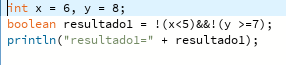 int x = 6, y = 8;
boolean resultado1 = !(x<5)&&!(y >=7);
println("resultado1=" + resultado1);